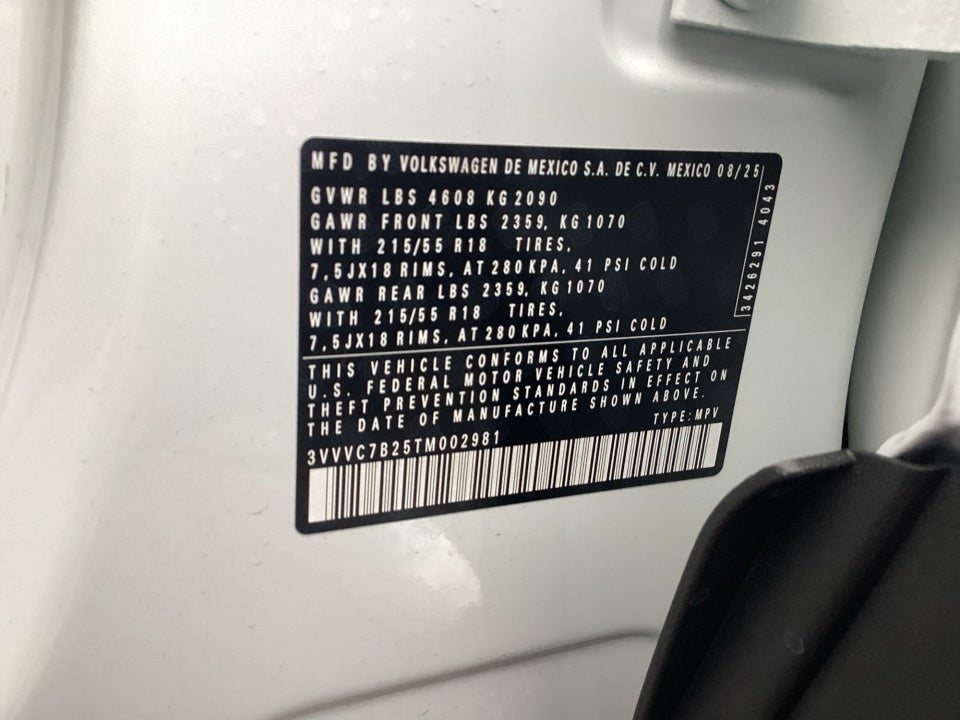 MFD BY VOLKSWAGEN DE MEXICO S.A. DE C.V. MEXICO 08/25
GVWR LBS 4608 KG 2090
GAWR FRONT LBS 2359, KG 1070
WITH 215/55 R18 TIRES,
7,5JX18 RIMS, AT 280 KPA, 41 PSI COLD
GAWR REAR LBS 2359, KG 1070
WITH 215/55 R18 TIRES,
7,5JX18 RIMS, AT 280 KPA, 41 PSI COLD
3426291 4043
THIS VEHICLE CONFORMS TO ALL APPLICABLE
U.S. FEDERAL MOTOR VEHICLE SAFETY AND
THEFT PREVENTION STANDARDS IN EFFECT ON
THE DATE OF MANUFACTURE SHOWN ABOVE.
TYPE: MPV
3VVVC7B25TM002981